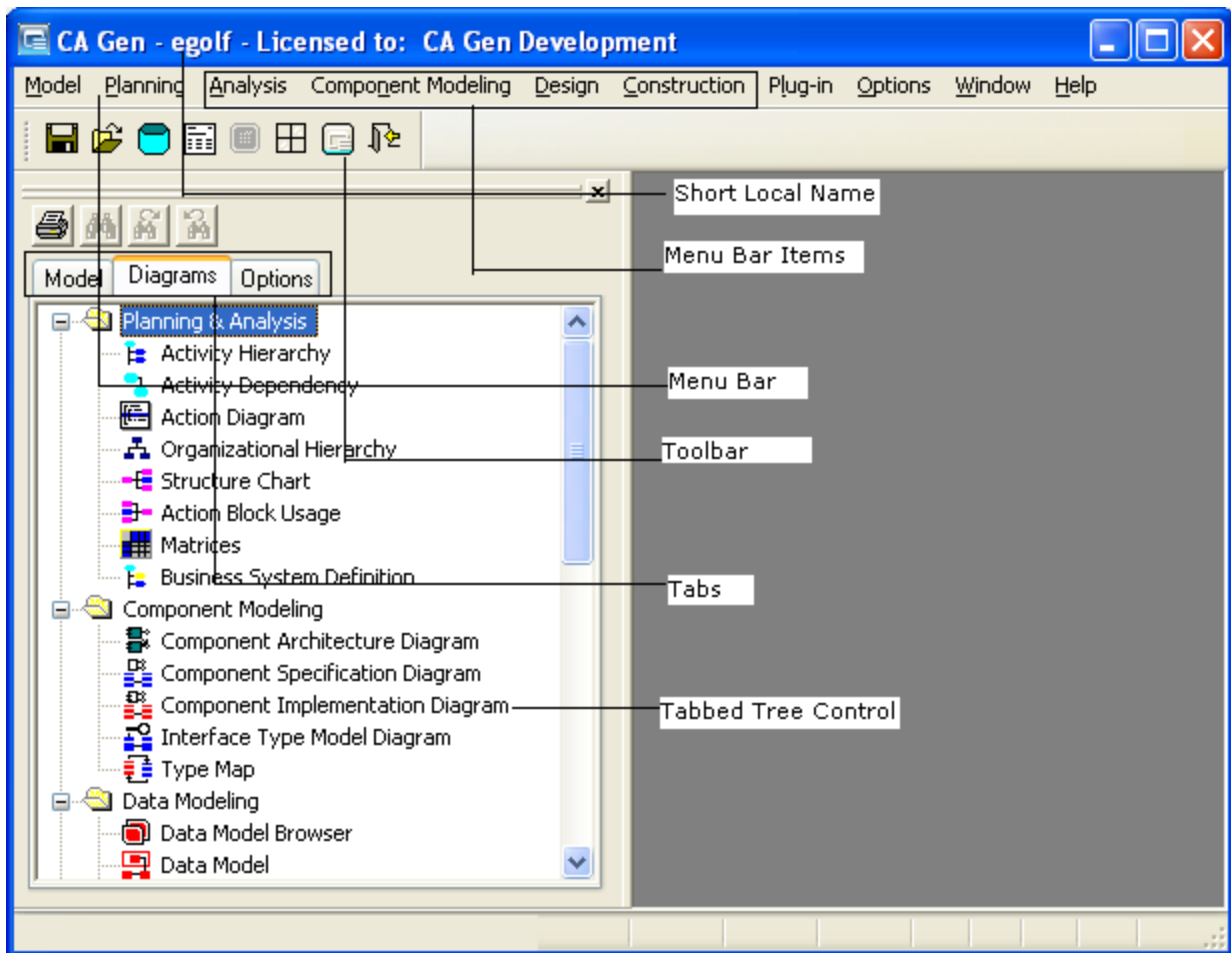 CA Gen - egolf - Licensed to: CA Gen Development
Model Planning Analysis Component Modeling Design Construction Plug-in Options Window Help
Short Local Name
Menu Bar Items
Model Diagrams Options
Planning & Analysis
Activity Hierarchy
Activity Dependency
Menu Bar
Action Diagram
Organizational Hierarchy
Toolbar
Structure Chart
Action Block Usage
Matrices
Business System Definition
Tabs
Component Modeling
Component Architecture Diagram
Component Specification Diagram
Component Implementation Diagram
Tabbed Tree Control
Interface Type Model Diagram
Type Map
Data Modeling
Data Model Browser
Data Model